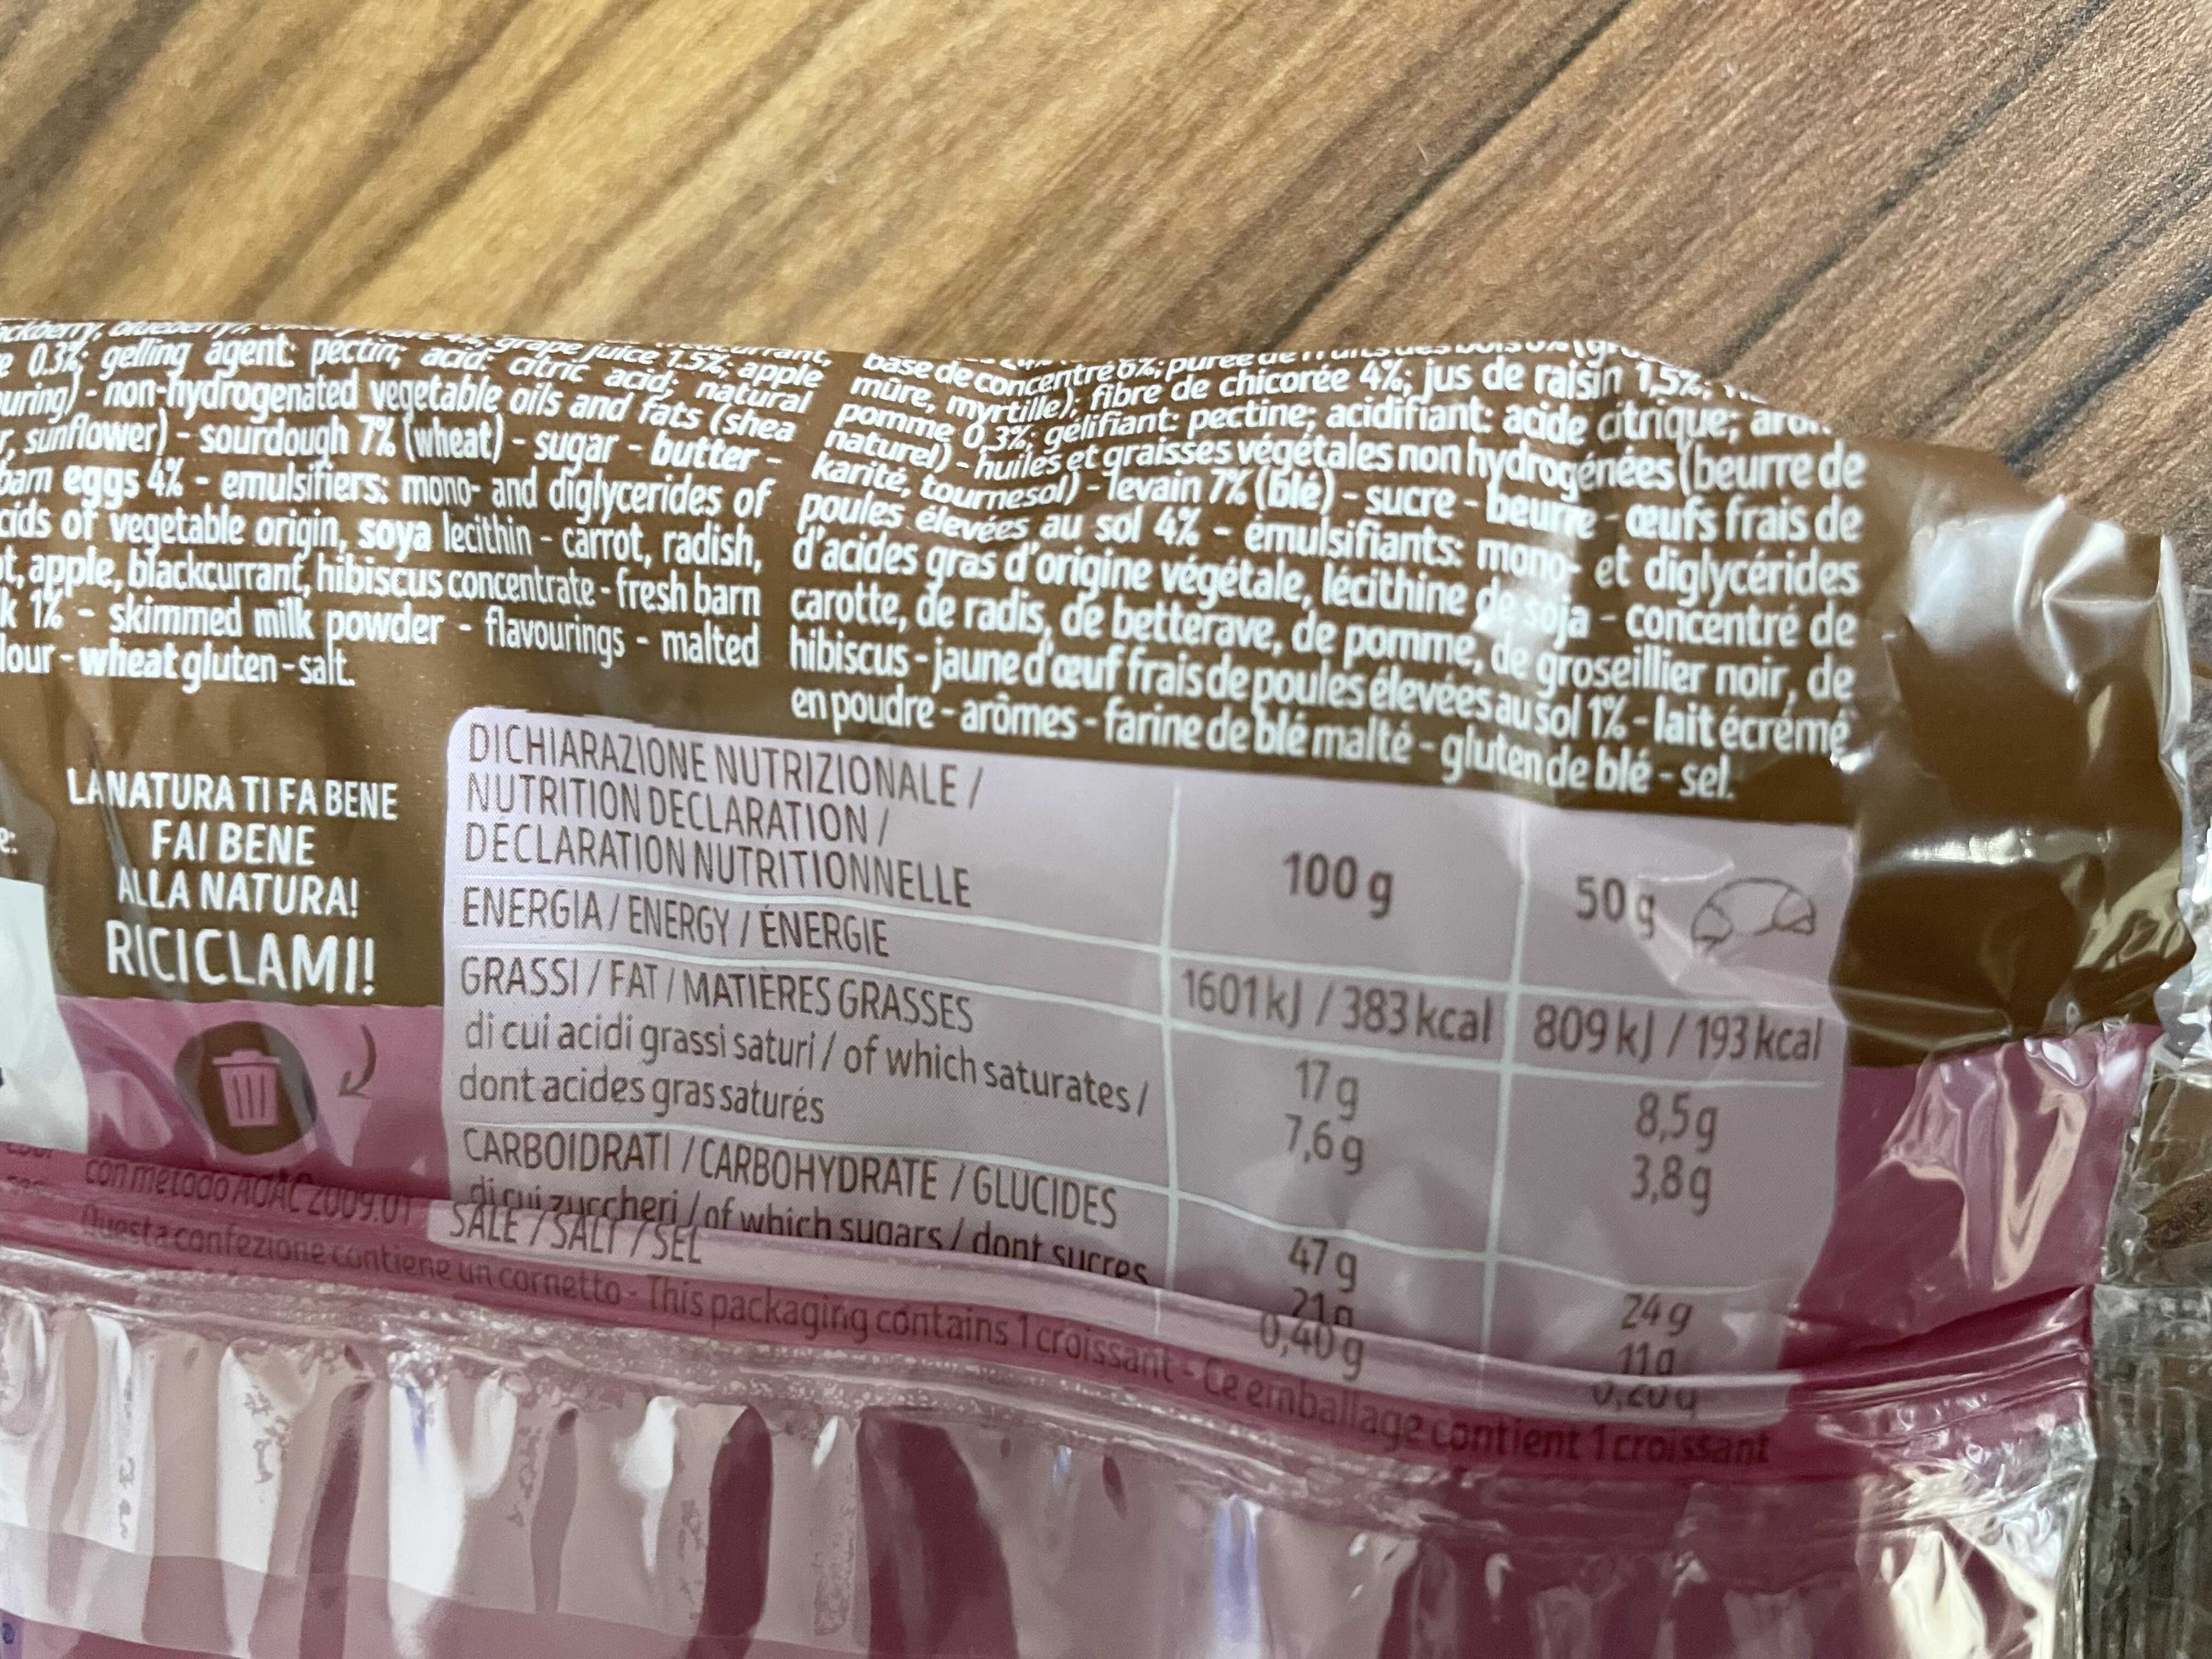 grape juice 1.5%; apple
0.3%; gelling agent: pectin; acid: citric acid; natural
- non-hydrogenated vegetable oils and fats (shea
sunflower) - sourdough 7% (wheat) - sugar - butter -
barn eggs 4% - emulsifiers: mono- and diglycerides of
of vegetable origin, soya lecithin - carrot, radish,
apple, blackcurrant, hibiscus concentrate - fresh barn
1% - skimmed milk powder - flavourings - malted
- wheat gluten - salt.
base de concentré 6%; purée
mûre, myrtille); fibre de chicorée 4%; jus de raisin 1,5%;
pomme 0,3%; gélifiant: pectine; acidifiant: acide citrique;
naturel) - huiles et graisses végétales non hydrogénées (beurre de
karité, tournesol) - levain 7% (blé) - sucre - beurre - œufs frais de
poules élevées au sol 4% - émulsifiants: mono- et diglycérides
d'acides gras d'origine végétale, lécithine de soja - concentré de
carotte, de radis, de betterave, de pomme, de groseillier noir, de
hibiscus - jaune d'œuf frais de poules élevées au sol 1% - lait écrémé
en poudre - arômes - farine de blé malté - gluten de blé - sel.
LA NATURA TI FA BENE
FAI BENE
ALLA NATURA!
RICICLAMI!
DICHIARAZIONE NUTRIZIONALE /
NUTRITION DECLARATION /
DÉCLARATION NUTRITIONNELLE 100 g 50 g
ENERGIA / ENERGY / ÉNERGIE 1601 kJ / 383 kcal 809 kJ / 193 kcal
GRASSI / FAT / MATIÈRES GRASSES 17 g 8,5 g
di cui acidi grassi saturi / of which saturates / 7,6 g 3,8 g
dont acides gras saturés
CARBOIDRATI / CARBOHYDRATE / GLUCIDES 47 g 24 g
di cui zuccheri / of which sugars / dont sucres 21 g 11 g
SALE / SALT / SEL 0,40 g 0,20 g
con metodo AOAC 2009.01
Questa confezione contiene un cornetto - This packaging contains 1 croissant - Ce emballage contient 1 croissant